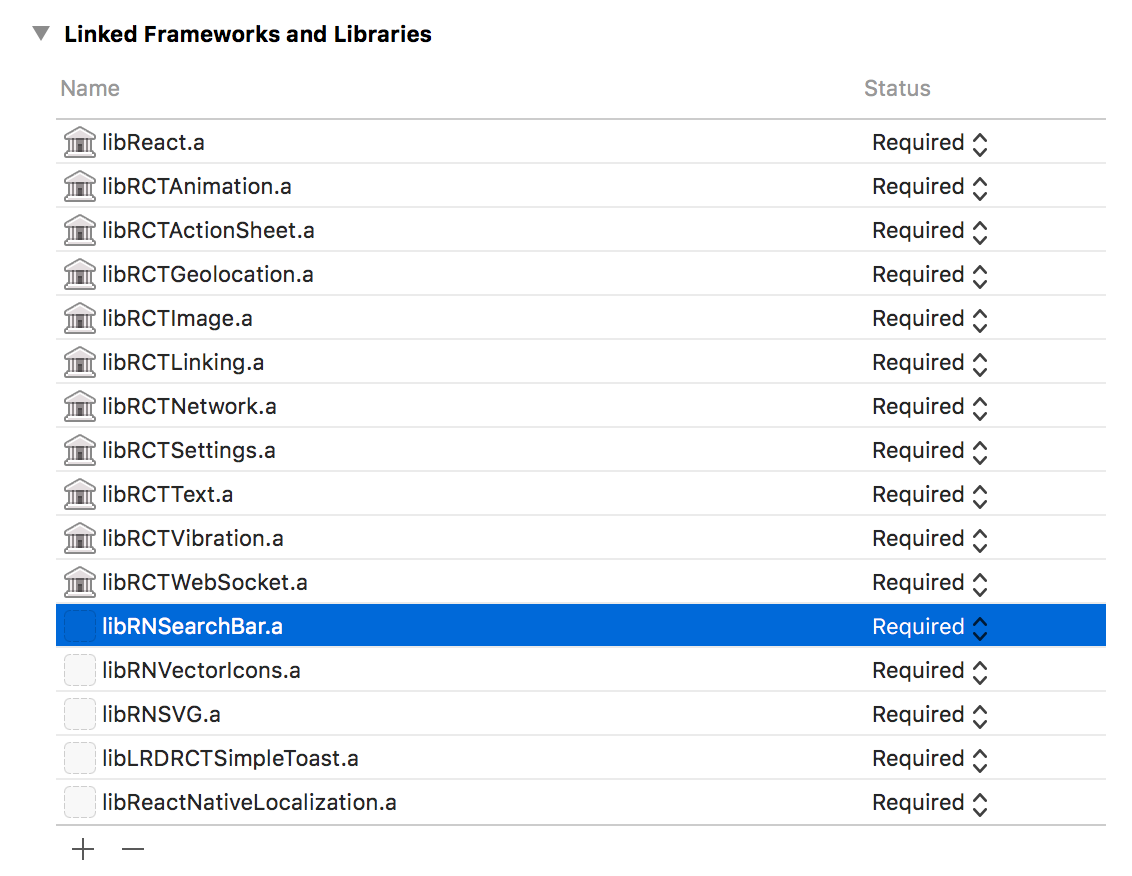 Linked Frameworks and Libraries
Name Status
libReact.a Required
libRCTAnimation.a Required
libRCTActionSheet.a Required
libRCTGeolocation.a Required
libRCTImage.a Required
libRCTLinking.a Required
libRCTNetwork.a Required
libRCTSettings.a Required
libRCTText.a Required
libRCTVibration.a Required
libRCTWebSocket.a Required
libRNSearchBar.a Required
libRNVectorIcons.a Required
libRNSVG.a Required
libLRDRCTSimpleToast.a Required
libReactNativeLocalization.a Required